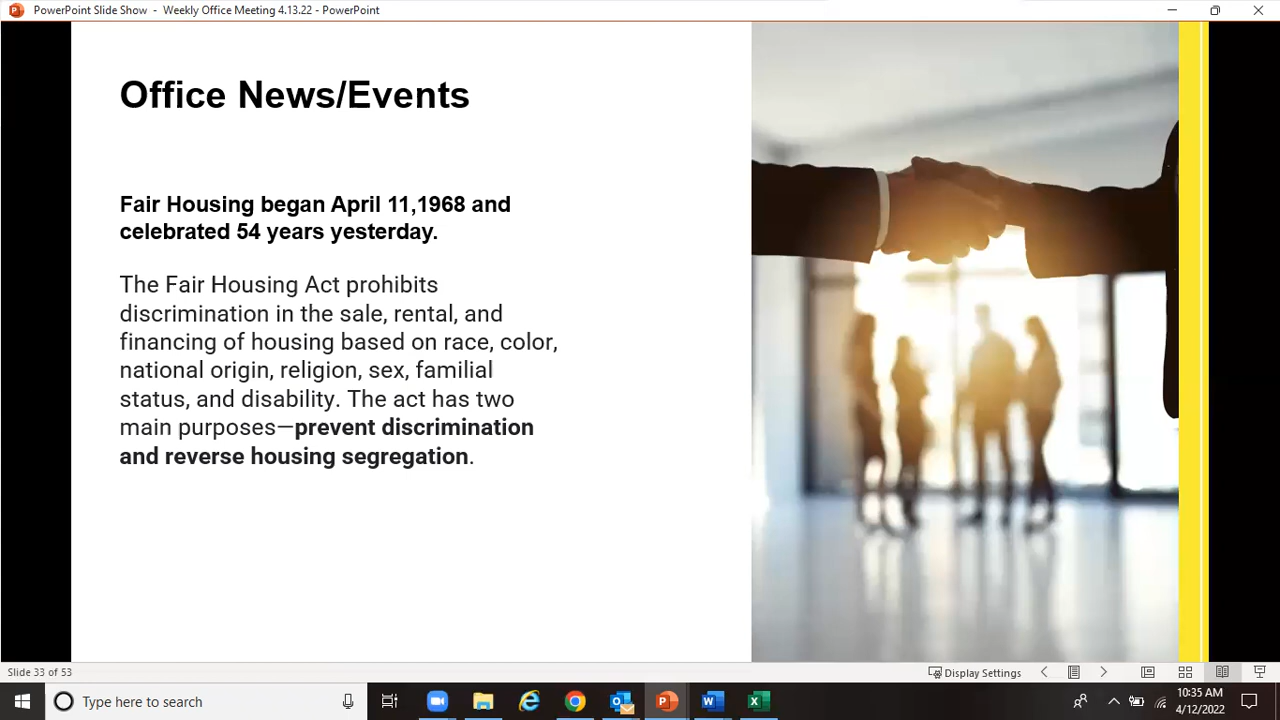 PowerPoint Slide Show - Weekly Office Meeting 4.13.22 - PowerPoint
Office News/Events
Fair Housing began April 11,1968 and
celebrated 54 years yesterday.
The Fair Housing Act prohibits
discrimination in the sale, rental, and
financing of housing based on race, color,
national origin, religion, sex, familial
status, and disability. The act has two
main purposes—prevent discrimination
and reverse housing segregation.
Slide 33 of 53
Display Settings
Type here to search
10:35 AM
4/12/2022